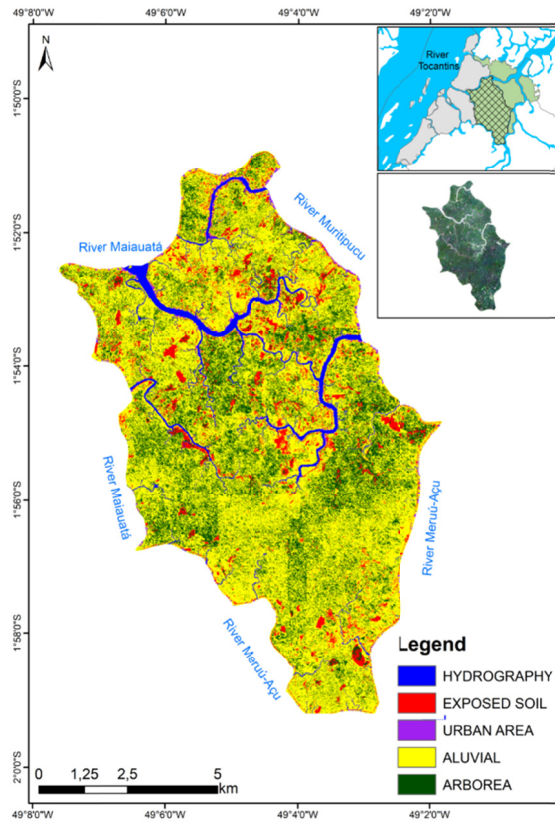 49°8'0"W 49°6'0"W 49°4'0"W 49°2'0"W
N
River
Tocantins
1°50'0"S
1°52'0"S
1°54'0"S
1°56'0"S
1°58'0"S
2°0'0"S
River Muritipucu
River Maiauatá
River Maiauatá
River Meruú-Açu
River Meruú-Açu
Legend
HYDROGRAPHY
EXPOSED SOIL
URBAN AREA
ALUVIAL
ARBOREA
0 1,25 2,5 5
km
49°8'0"W 49°6'0"W 49°4'0"W 49°2'0"W